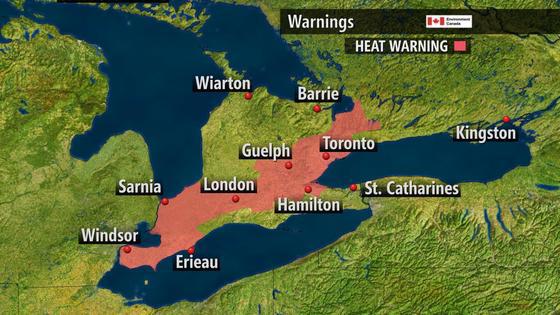 Warnings
Environment
Canada
HEAT WARNING
Wiarton
Barrie
Kingston
Guelph
Toronto
Sarnia
London
St. Catharines
Hamilton
Windsor
Erieau